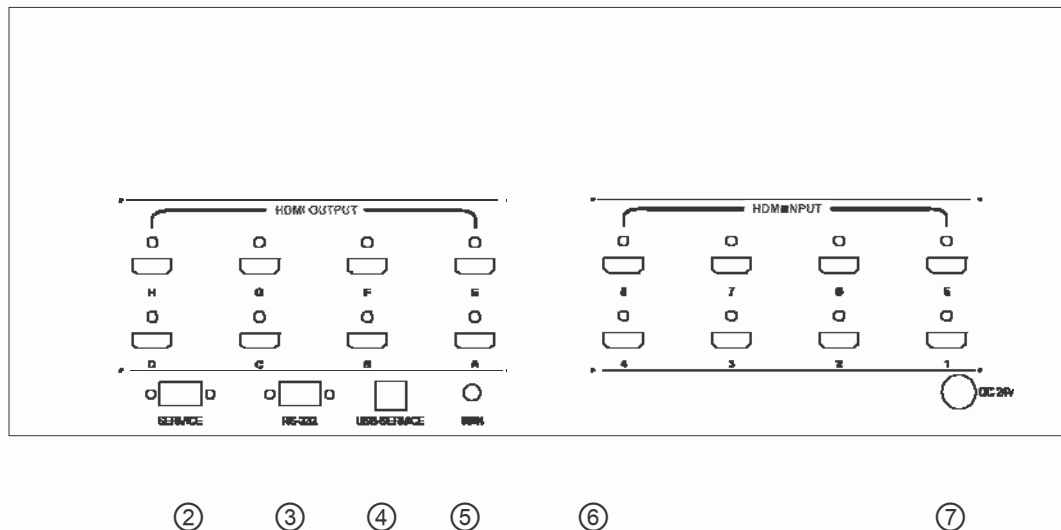 HDMI OUTPUT HDMI INPUT
H G F E 8 7 6 5
D C B A 4 3 2 1
DC 24V
SERVICE RS-232 USB-SERVICE
② ③ ④ ⑤ ⑥ ⑦